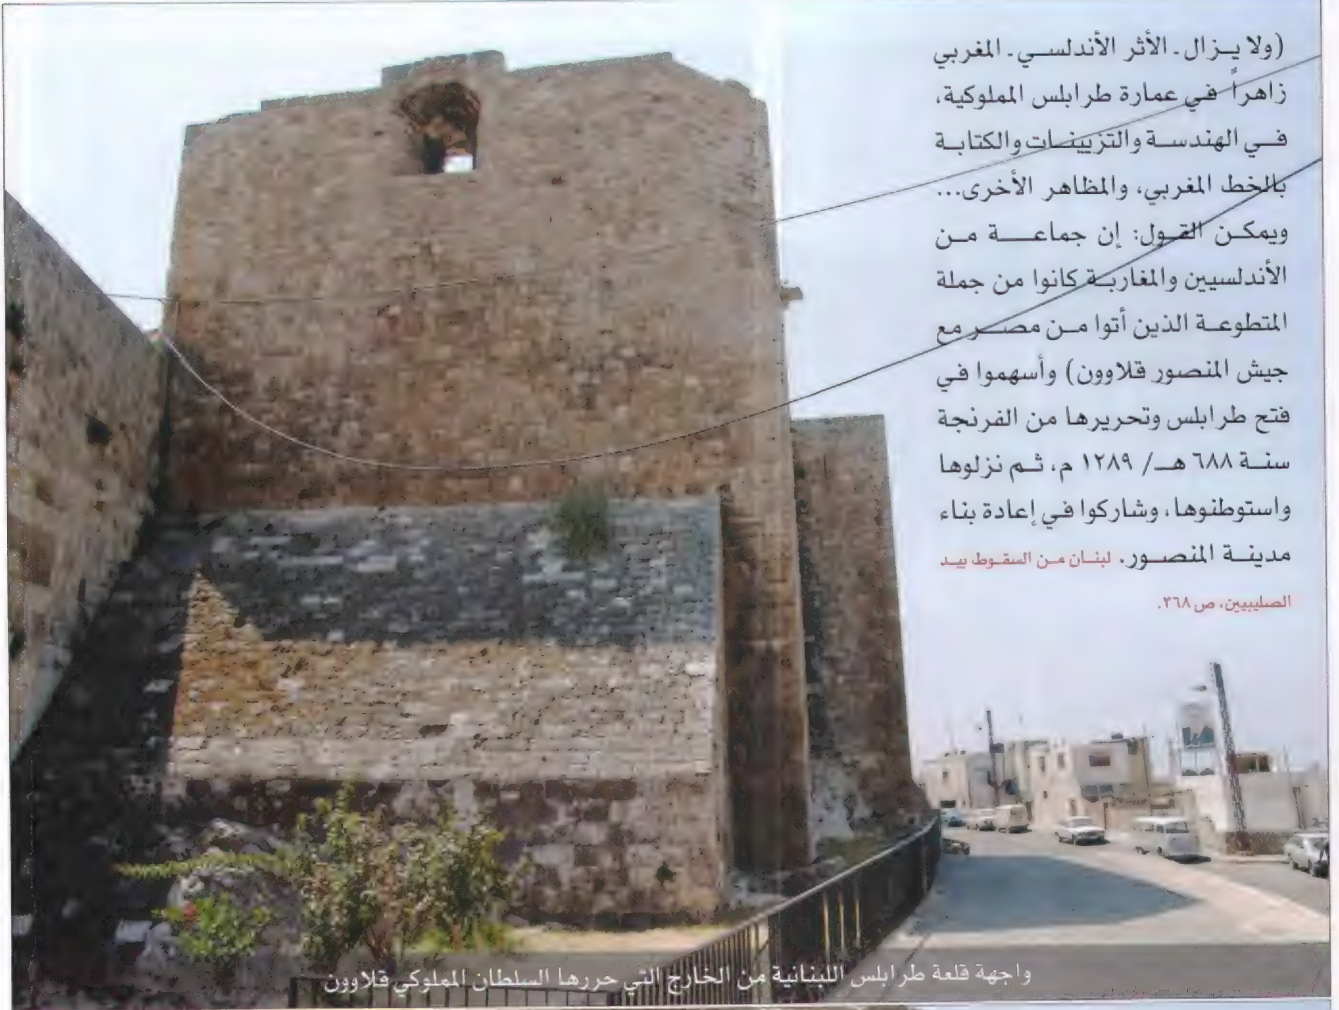 (ولا يزال - الأثر الأندلسي - المغربي
زاهراً في عمارة طرابلس المملوكية،
في الهندسة والتزيينات والكتابة
بالخط المغربي، والمظاهر الأخرى...
ويمكن القول: إن جماعة من
الأندلسيين والمغاربة كانوا من جملة
المتطوعة الذين أتوا من مصر مع
جيش المنصور قلاوون) وأسهموا في
فتح طرابلس وتحريرها من الفرنجة
سنة ٦٨٨ هـ/ ١٢٨٩ م، ثم نزلوها
واستوطنوها، وشاركوا في إعادة بناء
مدينة المنصور. لبنان من السقوط بيد
الصليبيين، ص ٣٦٨.
واجهة قلعة طرابلس اللبنانية من الخارج التي حررها السلطان المملوكي قلاوون